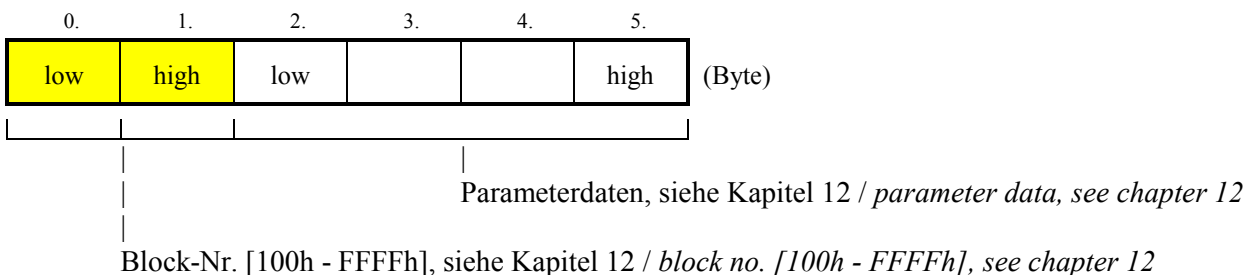 0. 1. 2. 3. 4. 5.
low high low high (Byte)
Parameterdaten, siehe Kapitel 12 / parameter data, see chapter 12
Block-Nr. [100h - FFFFh], siehe Kapitel 12 / block no. [100h - FFFFh], see chapter 12